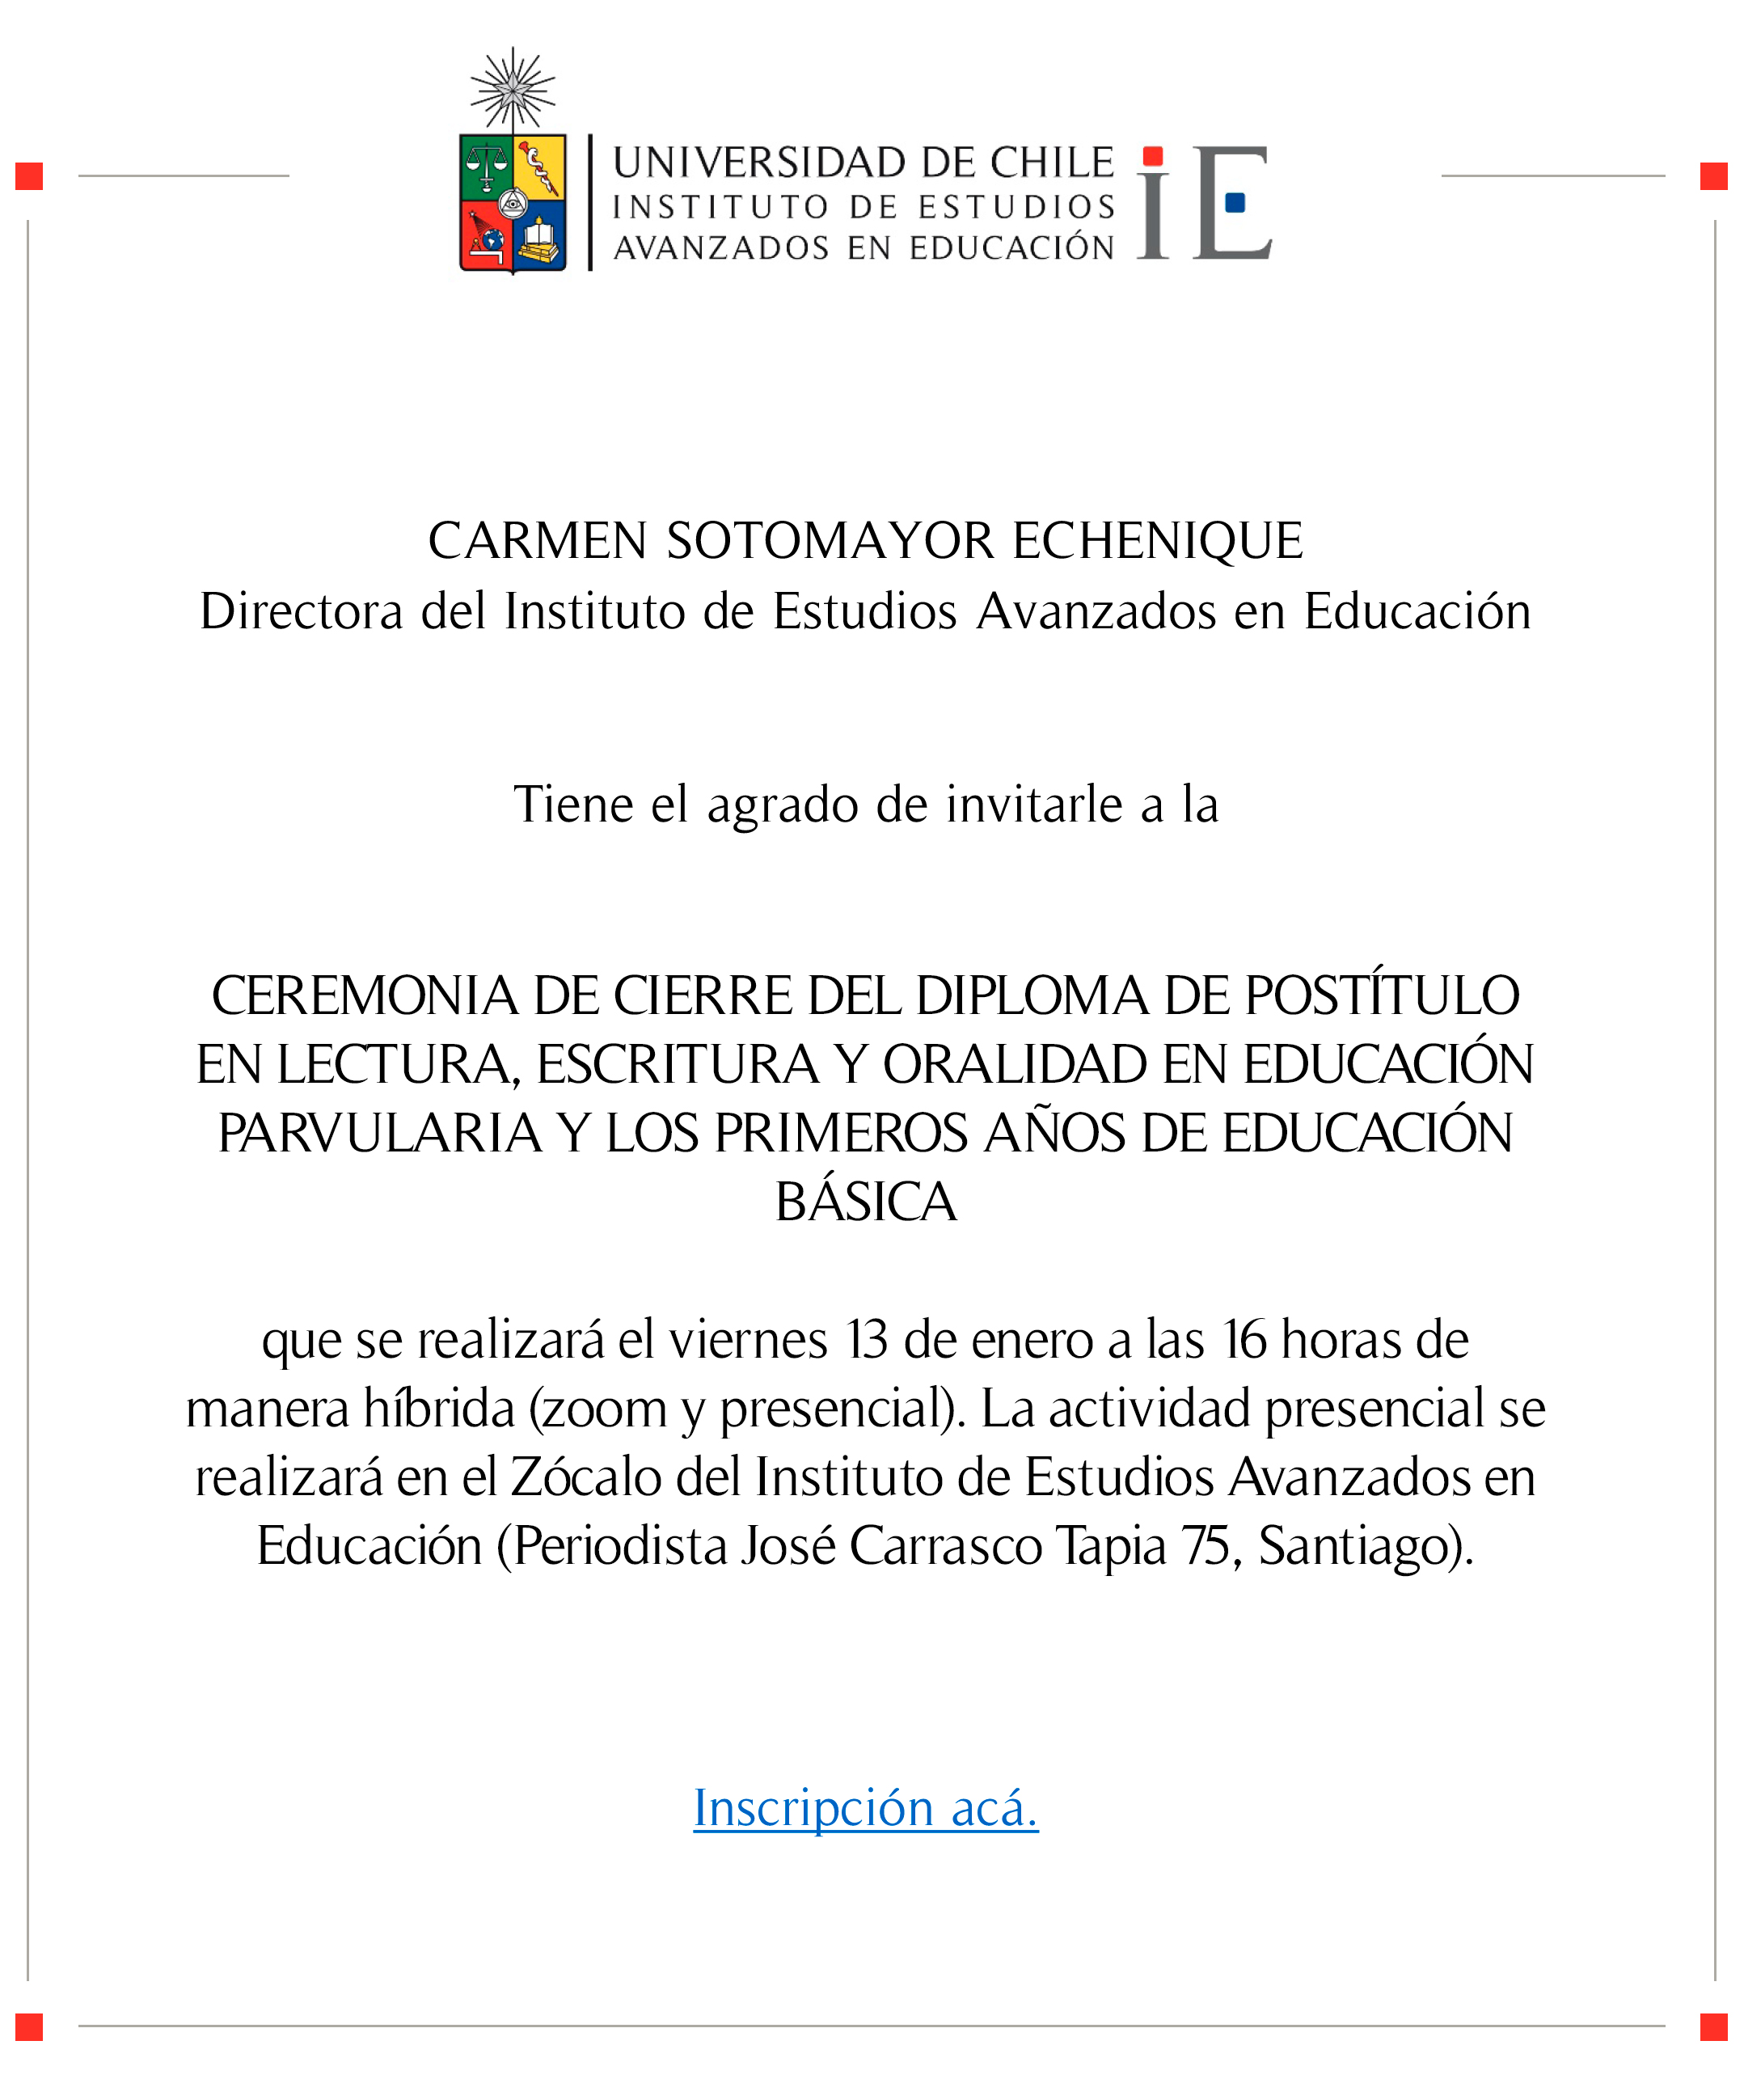 UNIVERSIDAD DE CHILE
INSTITUTO DE ESTUDIOS
AVANZADOS EN EDUCACIÓN
iE
CARMEN SOTOMAYOR ECHENIQUE
Directora del Instituto de Estudios Avanzados en Educación
Tiene el agrado de invitarle a la
CEREMONIA DE CIERRE DEL DIPLOMA DE POSTÍTULO
EN LECTURA, ESCRITURA Y ORALIDAD EN EDUCACIÓN
PARVULARIA Y LOS PRIMEROS AÑOS DE EDUCACIÓN
BÁSICA
que se realizará el viernes 13 de enero a las 16 horas de
manera híbrida (zoom y presencial). La actividad presencial se
realizará en el Zócalo del Instituto de Estudios Avanzados en
Educación (Periodista José Carrasco Tapia 75, Santiago).
Inscripción acá.